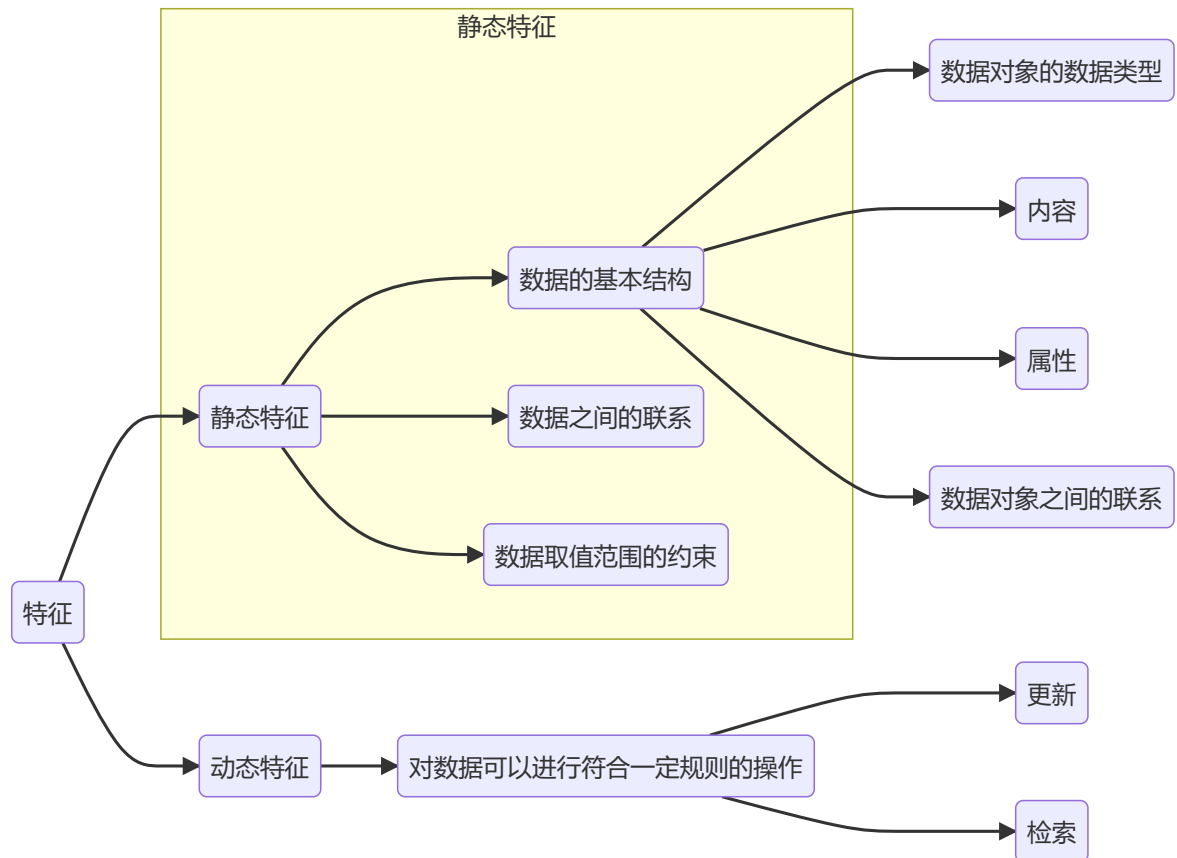 静态特征
数据对象的数据类型
内容
数据的基本结构
属性
静态特征
数据之间的联系
数据对象之间的联系
数据取值范围的约束
特征
更新
动态特征
对数据可以进行符合一定规则的操作
检索